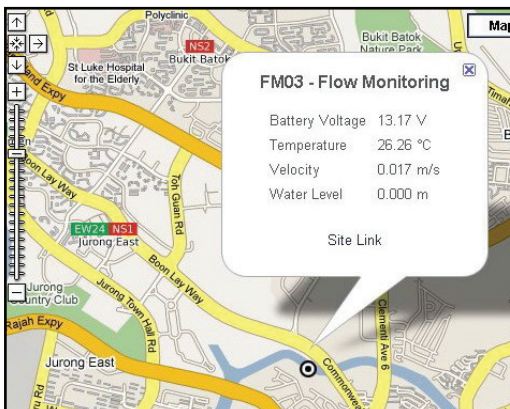 Polyclinic
NS2
Bukit Batok
Bukit Batok
Nature Park
Map
St Luke Hospital
for the Elderly
FM03 - Flow Monitoring
Battery Voltage 13.17 V
Temperature 26.26 °C
Velocity 0.017 m/s
Water Level 0.000 m
Site Link
Expy
Boon Lay Way
Toh Guan Rd
EW24 NS1
Jurong East
Boon Lay Way
Jurong
Country Club
Jurong Town Hall Rd
Rajah Expy
Jurong East
Clementi Ave 6